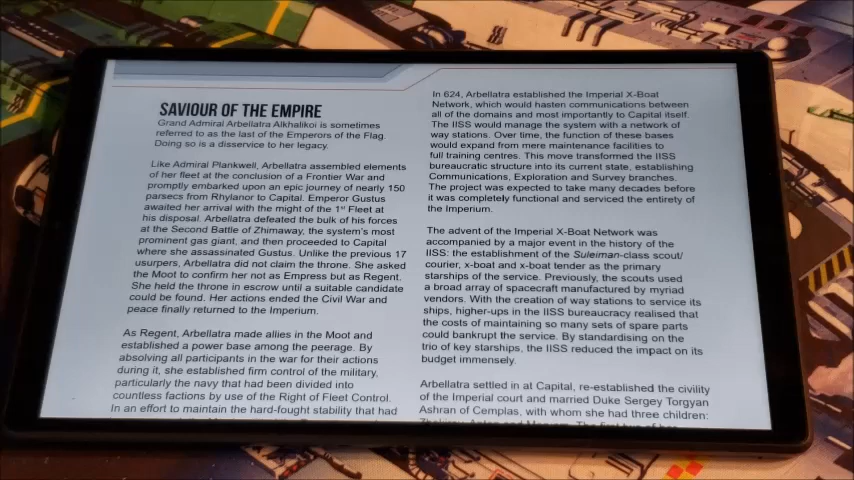 SAVIOUR OF THE EMPIRE
Grand Admiral Arbellatra Alkhalikoi is sometimes
referred to as the last of the Emperors of the Flag.
Doing so is a disservice to her legacy.
Like Admiral Plankwell, Arbellatra assembled elements
of her fleet at the conclusion of a Frontier War and
promptly embarked upon an epic journey of nearly 150
parsecs from Rhylanor to Capital. Emperor Gustus
awaited her arrival with the might of the 1st Fleet at
his disposal. Arbellatra defeated the bulk of his forces
at the Second Battle of Zhimaway, the system's most
prominent gas giant, and then proceeded to Capital
where she assassinated Gustus. Unlike the previous 17
usurpers, Arbellatra did not claim the throne. She asked
the Moot to confirm her not as Empress but as Regent.
She held the throne in escrow until a suitable candidate
could be found. Her actions ended the Civil War and
peace finally returned to the Imperium.
As Regent, Arbellatra made allies in the Moot and
established a power base among the peerage. By
absolving all participants in the war for their actions
during it, she established firm control of the military,
particularly the navy that had been divided into
countless factions by use of the Right of Fleet Control.
In an effort to maintain the hard-fought stability that had
In 624, Arbellatra established the Imperial X-Boat
Network, which would hasten communications between
all of the domains and most importantly to Capital itself.
The IISS would manage the system with a network of
way stations. Over time, the function of these bases
would expand from mere maintenance facilities to
full training centres. This move transformed the IISS
bureaucratic structure into its current state, establishing
Communications, Exploration and Survey branches.
The project was expected to take many decades before
it was completely functional and serviced the entirety of
the Imperium.
The advent of the Imperial X-Boat Network was
accompanied by a major event in the history of the
IISS: the establishment of the Suleiman-class scout/
courier, x-boat and x-boat tender as the primary
starships of the service. Previously, the scouts used
a broad array of spacecraft manufactured by myriad
vendors. With the creation of way stations to service its
ships, higher-ups in the IISS bureaucracy realised that
the costs of maintaining so many sets of spare parts
could bankrupt the service. By standardising on the
trio of key starships, the IISS reduced the impact on its
budget immensely.
Arbellatra settled in at Capital, re-established the civility
of the Imperial court and married Duke Sergey Torgyan
Ashran of Cemplas, with whom she had three children: